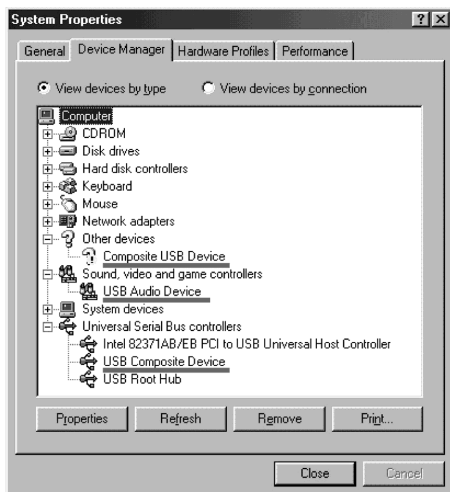 System Properties
General Device Manager Hardware Profiles Performance
View devices by type View devices by connection
Computer
CDROM
Disk drives
Hard disk controllers
Keyboard
Mouse
Network adapters
Other devices
Composite USB Device
Sound, video and game controllers
USB Audio Device
System devices
Universal Serial Bus controllers
Intel 82371AB/EB PCI to USB Universal Host Controller
USB Composite Device
USB Root Hub
Properties Refresh Remove Print...
Close Cancel